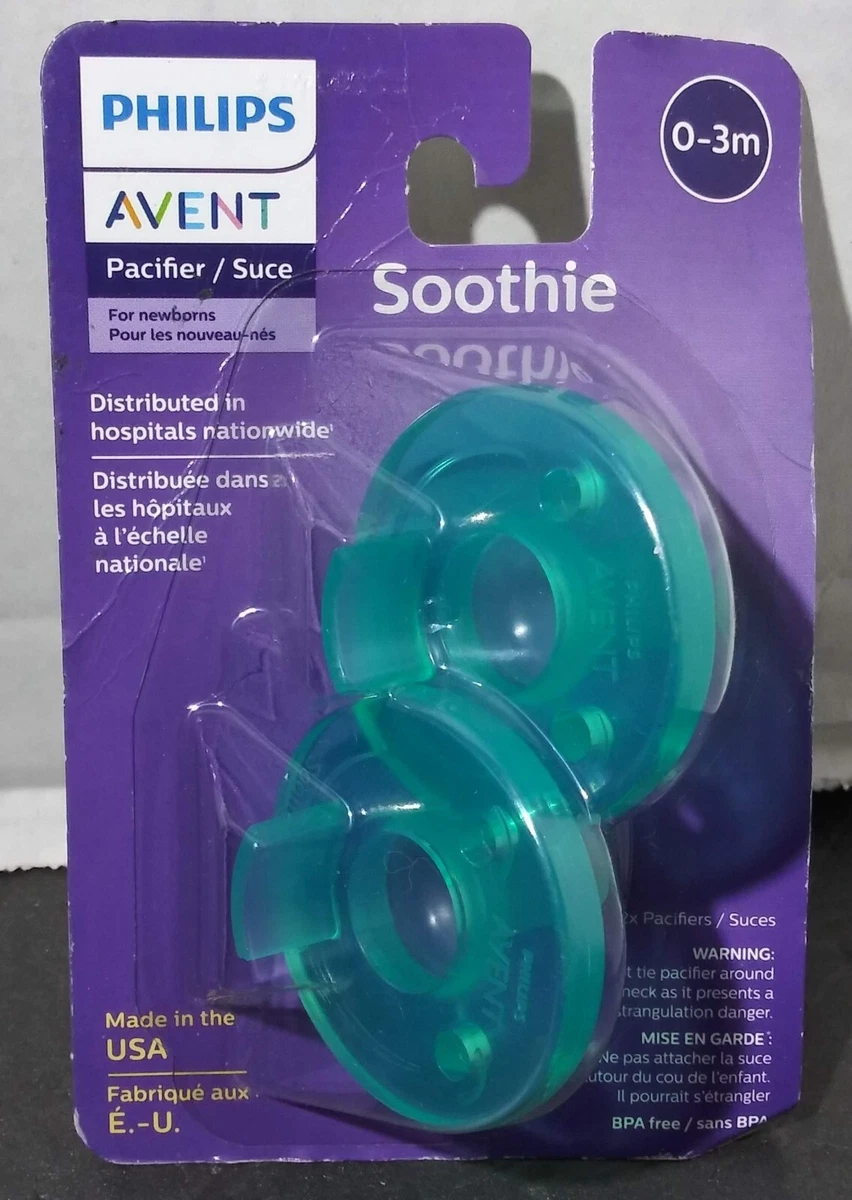 PHILIPS
AVENT
Pacifier / Suce
For newborns
Pour les nouveau-nés
0-3m
Soothie
Distributed in
hospitals nationwide¹
Distribuée dans
les hôpitaux
à l'échelle
nationale¹
AVENT
PHILIPS
AVENT
PHILIPS
2x Pacifiers / Suces
WARNING:
t tie pacifier around
neck as it presents a
strangulation danger.
MISE EN GARDE :
Ne pas attacher la suce
autour du cou de l'enfant.
Il pourrait s'étrangler
BPA free / sans BPA
Made in the
USA
Fabriqué aux
É.-U.